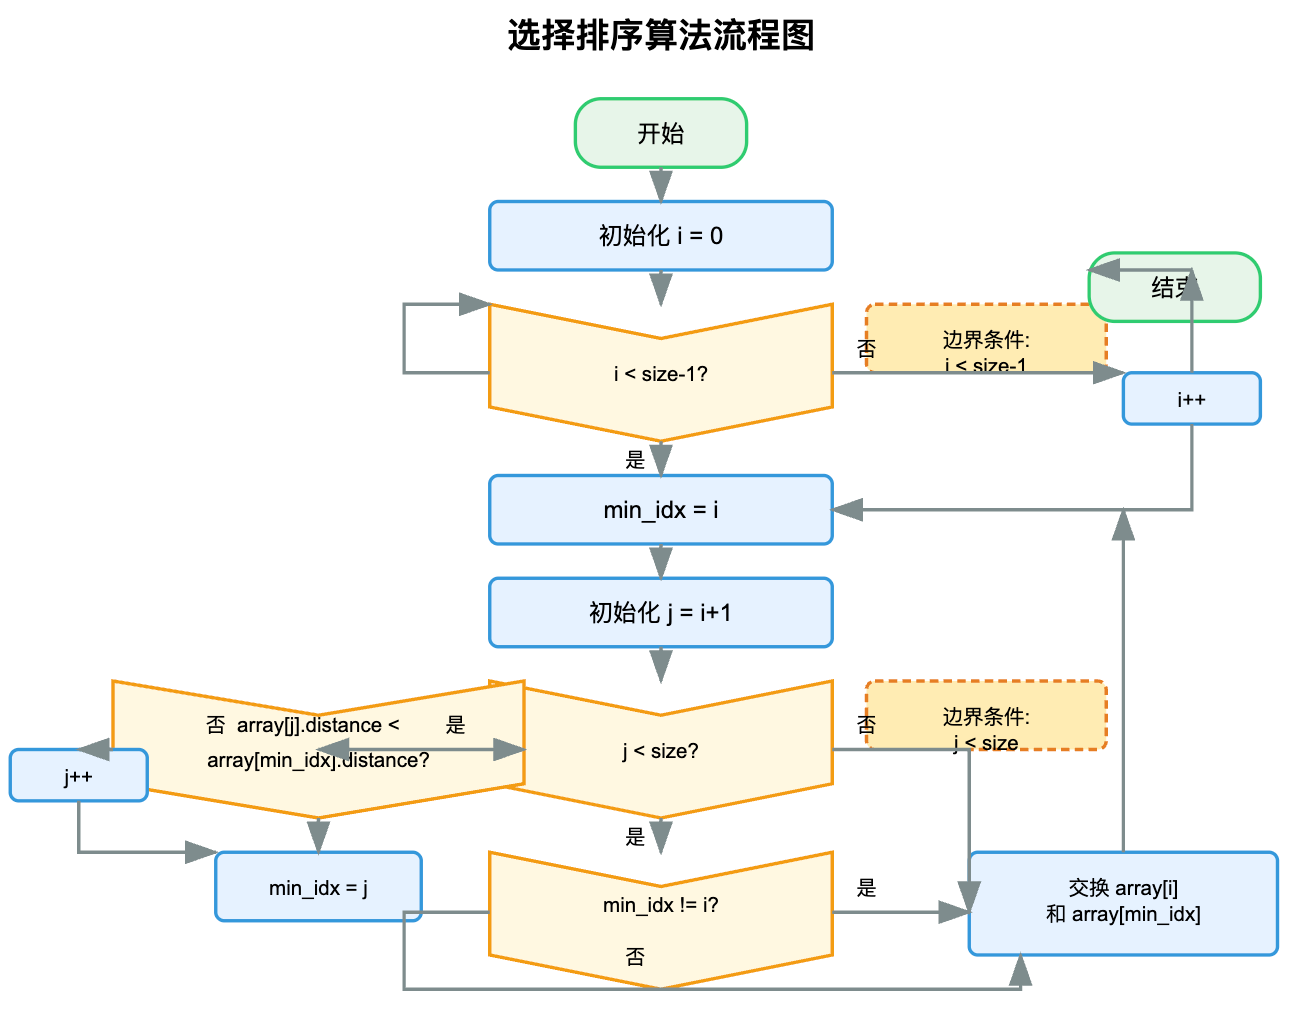 选择排序算法流程图
开始
初始化 i = 0
结束
否
边界条件:
i < size-1
i < size-1?
i++
是
min_idx = i
初始化 j = i+1
否 array[j].distance < 是
array[min_idx].distance?
j < size?
否
边界条件:
j < size
j++
是
min_idx = j
min_idx != i?
是
交换 array[i]
和 array[min_idx]
否